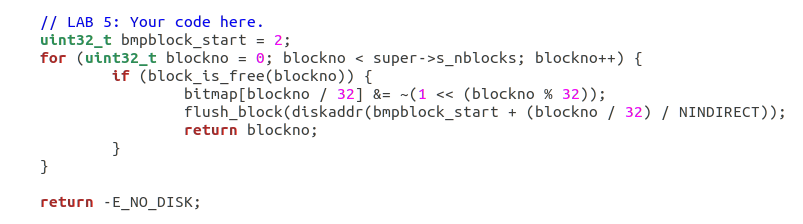 // LAB 5: Your code here.
uint32_t bmpblock_start = 2;
for (uint32_t blockno = 0; blockno < super->s_nblocks; blockno++) {
        if (block_is_free(blockno)) {
                bitmap[blockno / 32] &= ~(1 << (blockno % 32));
                flush_block(diskaddr(bmpblock_start + (blockno / 32) / NINDIRECT));
                return blockno;
        }
}
return -E_NO_DISK;